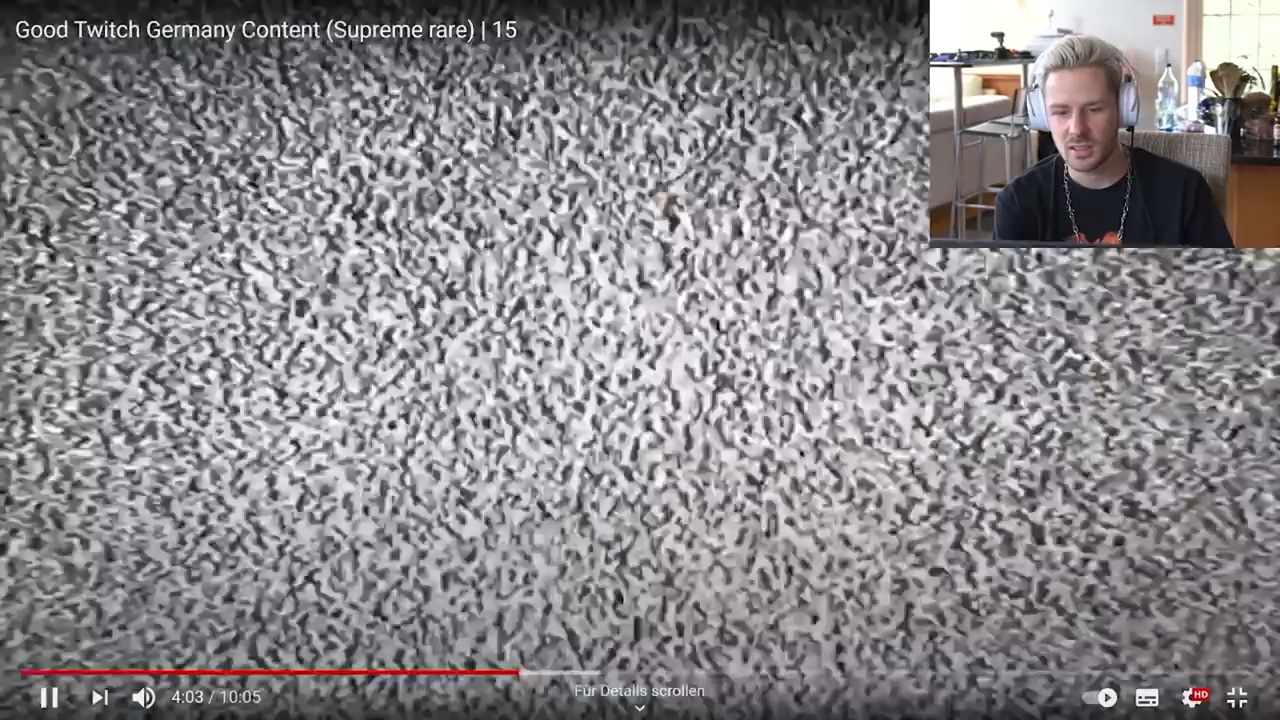 Good Twitch Germany Content (Supreme rare) | 15
4:03 / 10:05
Für Details scrollen
HD